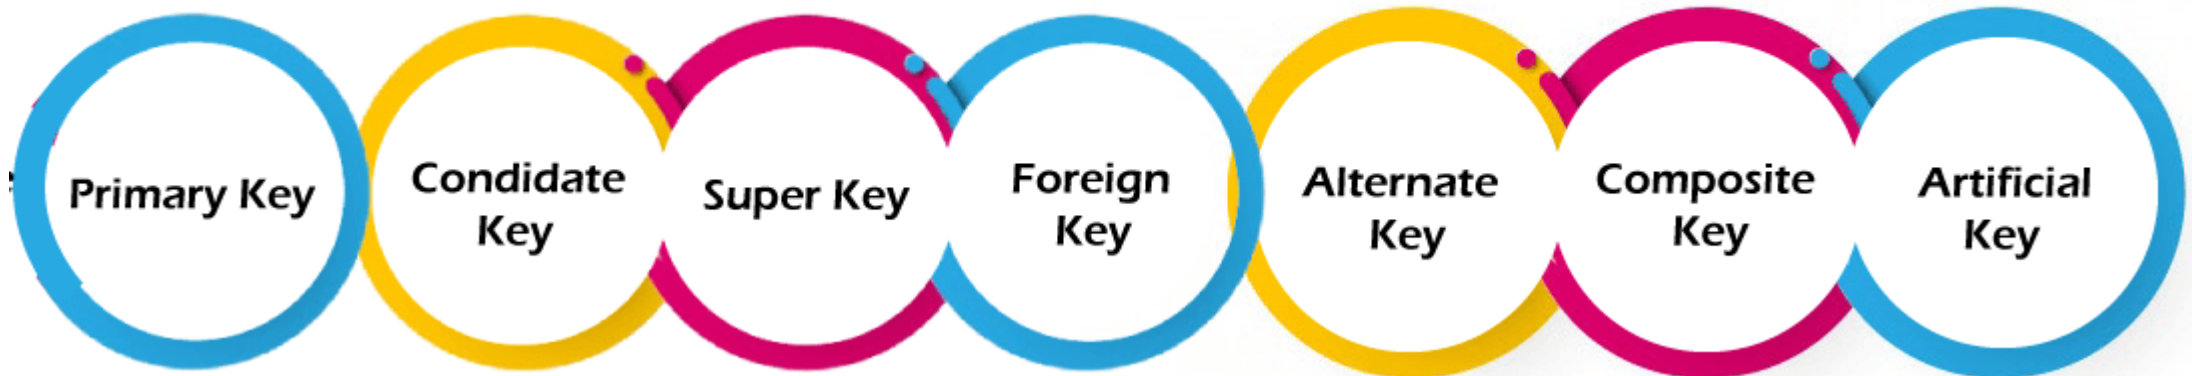 Primary Key
Condidate
Key
Super Key
Foreign
Key
Alternate
Key
Composite
Key
Artificial
Key